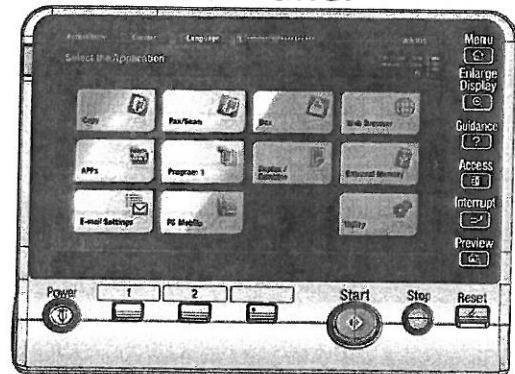 Language
Select the Application
Copy
Fax/Scan
Box
Web Browser
APPs
Program 1
External Memory
E-mail Settings
PS Mobile
Utility
Menu
Enlarge
Display
Guidance
?
Access
Interrupt
Preview
Power
1
2
Start
Stop
Reset